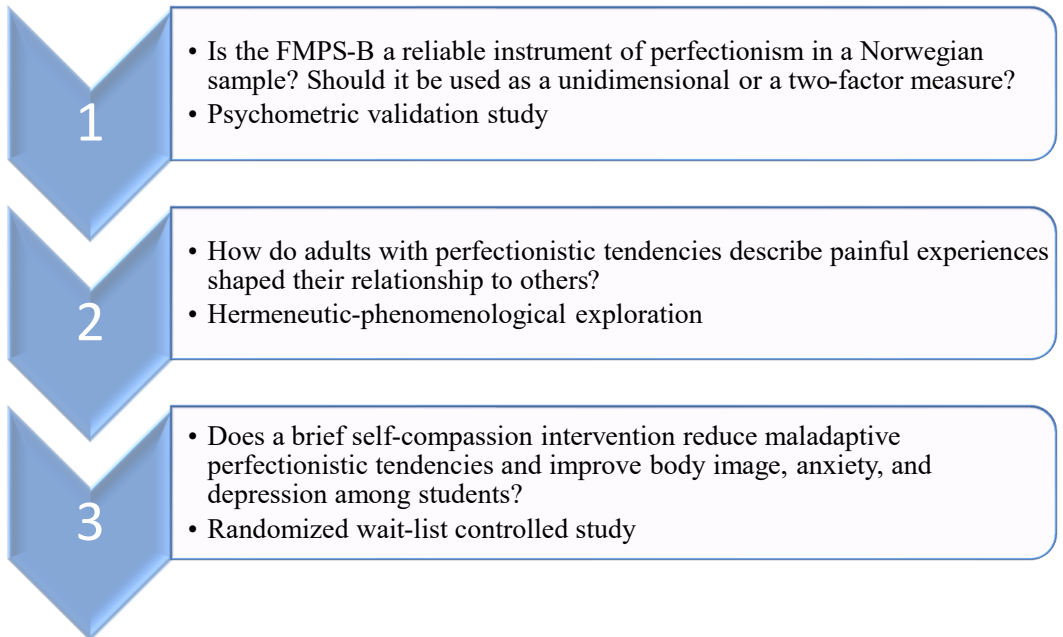 1
• Is the FMPS-B a reliable instrument of perfectionism in a Norwegian
sample? Should it be used as a unidimensional or a two-factor measure?
• Psychometric validation study
2
• How do adults with perfectionistic tendencies describe painful experiences
shaped their relationship to others?
• Hermeneutic-phenomenological exploration
3
• Does a brief self-compassion intervention reduce maladaptive
perfectionistic tendencies and improve body image, anxiety, and
depression among students?
• Randomized wait-list controlled study